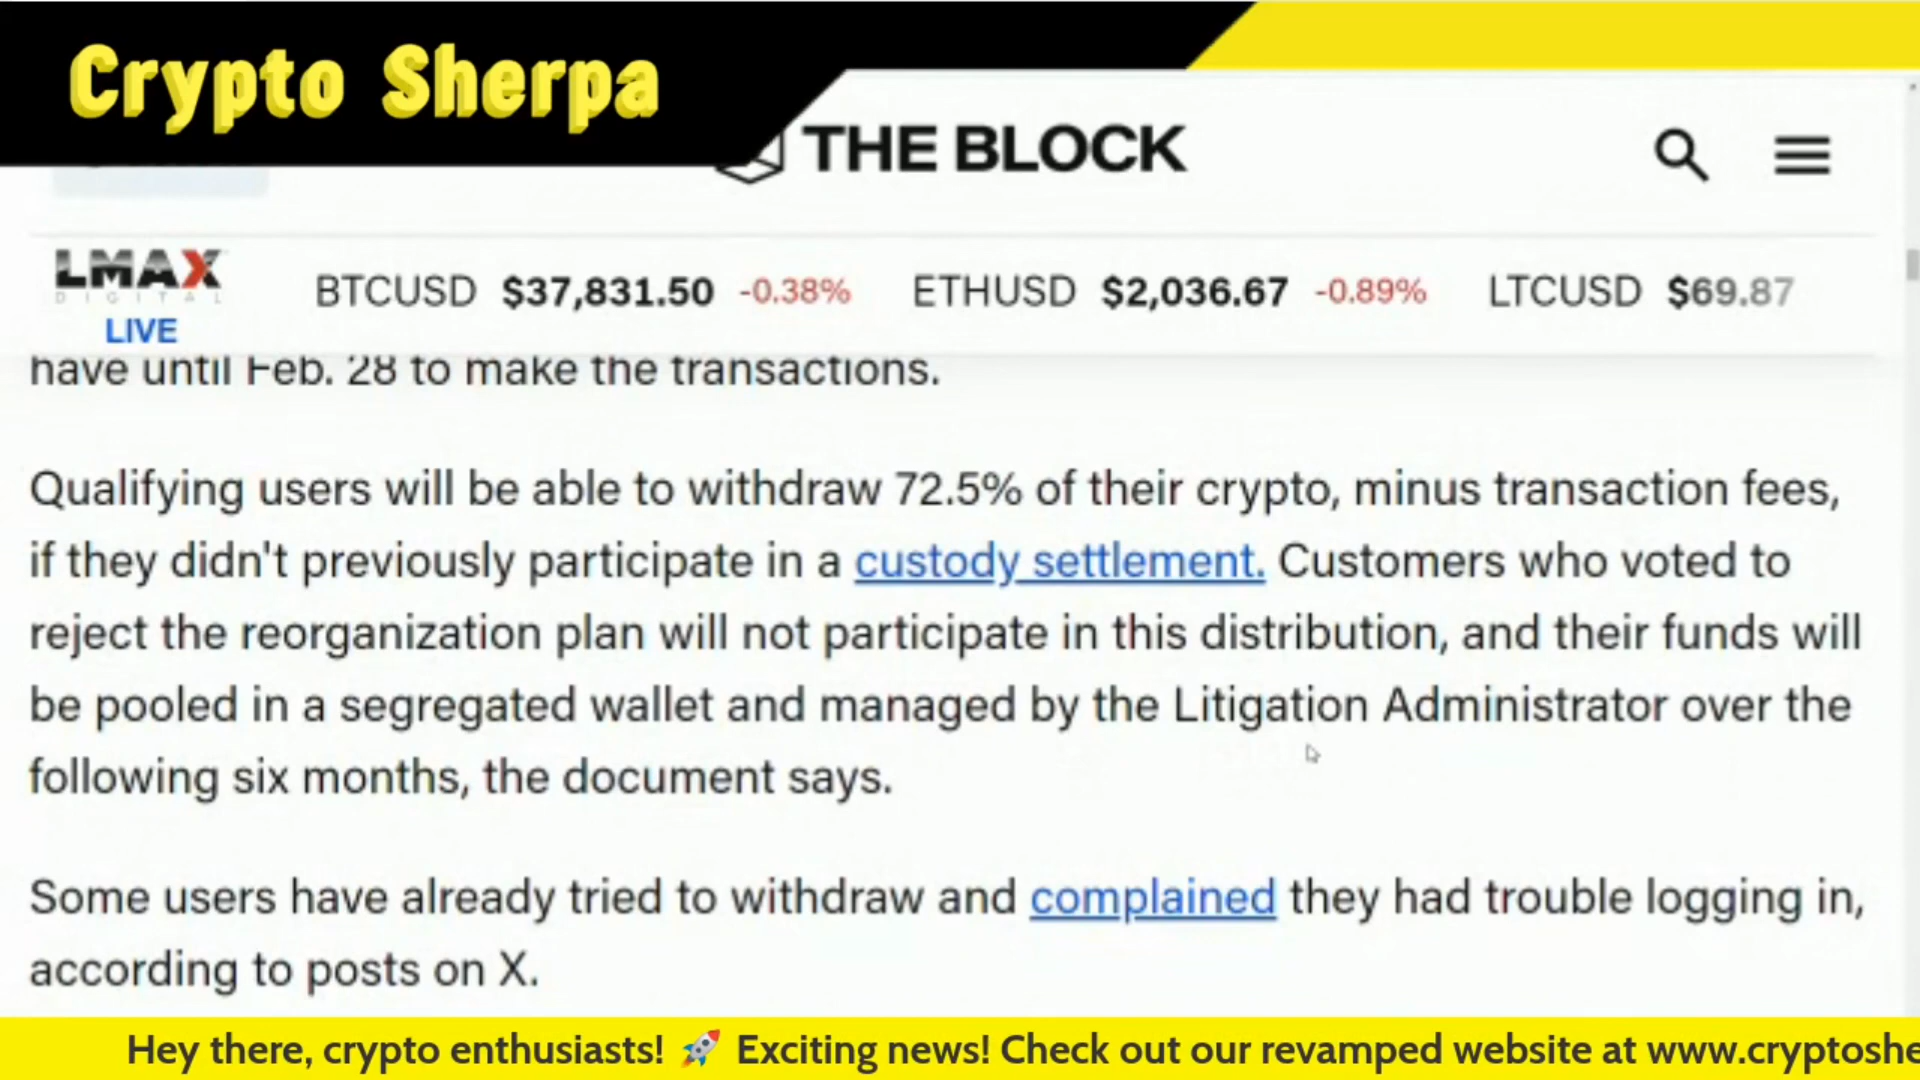 Crypto Sherpa
THE BLOCK
LMAX
DIGITAL
LIVE
BTCUSD $37,831.50 -0.38% ETHUSD $2,036.67 -0.89% LTCUSD $69.87
have until Feb. 28 to make the transactions.
Qualifying users will be able to withdraw 72.5% of their crypto, minus transaction fees,
if they didn't previously participate in a custody settlement. Customers who voted to
reject the reorganization plan will not participate in this distribution, and their funds will
be pooled in a segregated wallet and managed by the Litigation Administrator over the
following six months, the document says.
Some users have already tried to withdraw and complained they had trouble logging in,
according to posts on X.
Hey there, crypto enthusiasts! 🚀 Exciting news! Check out our revamped website at www.cryptoshe